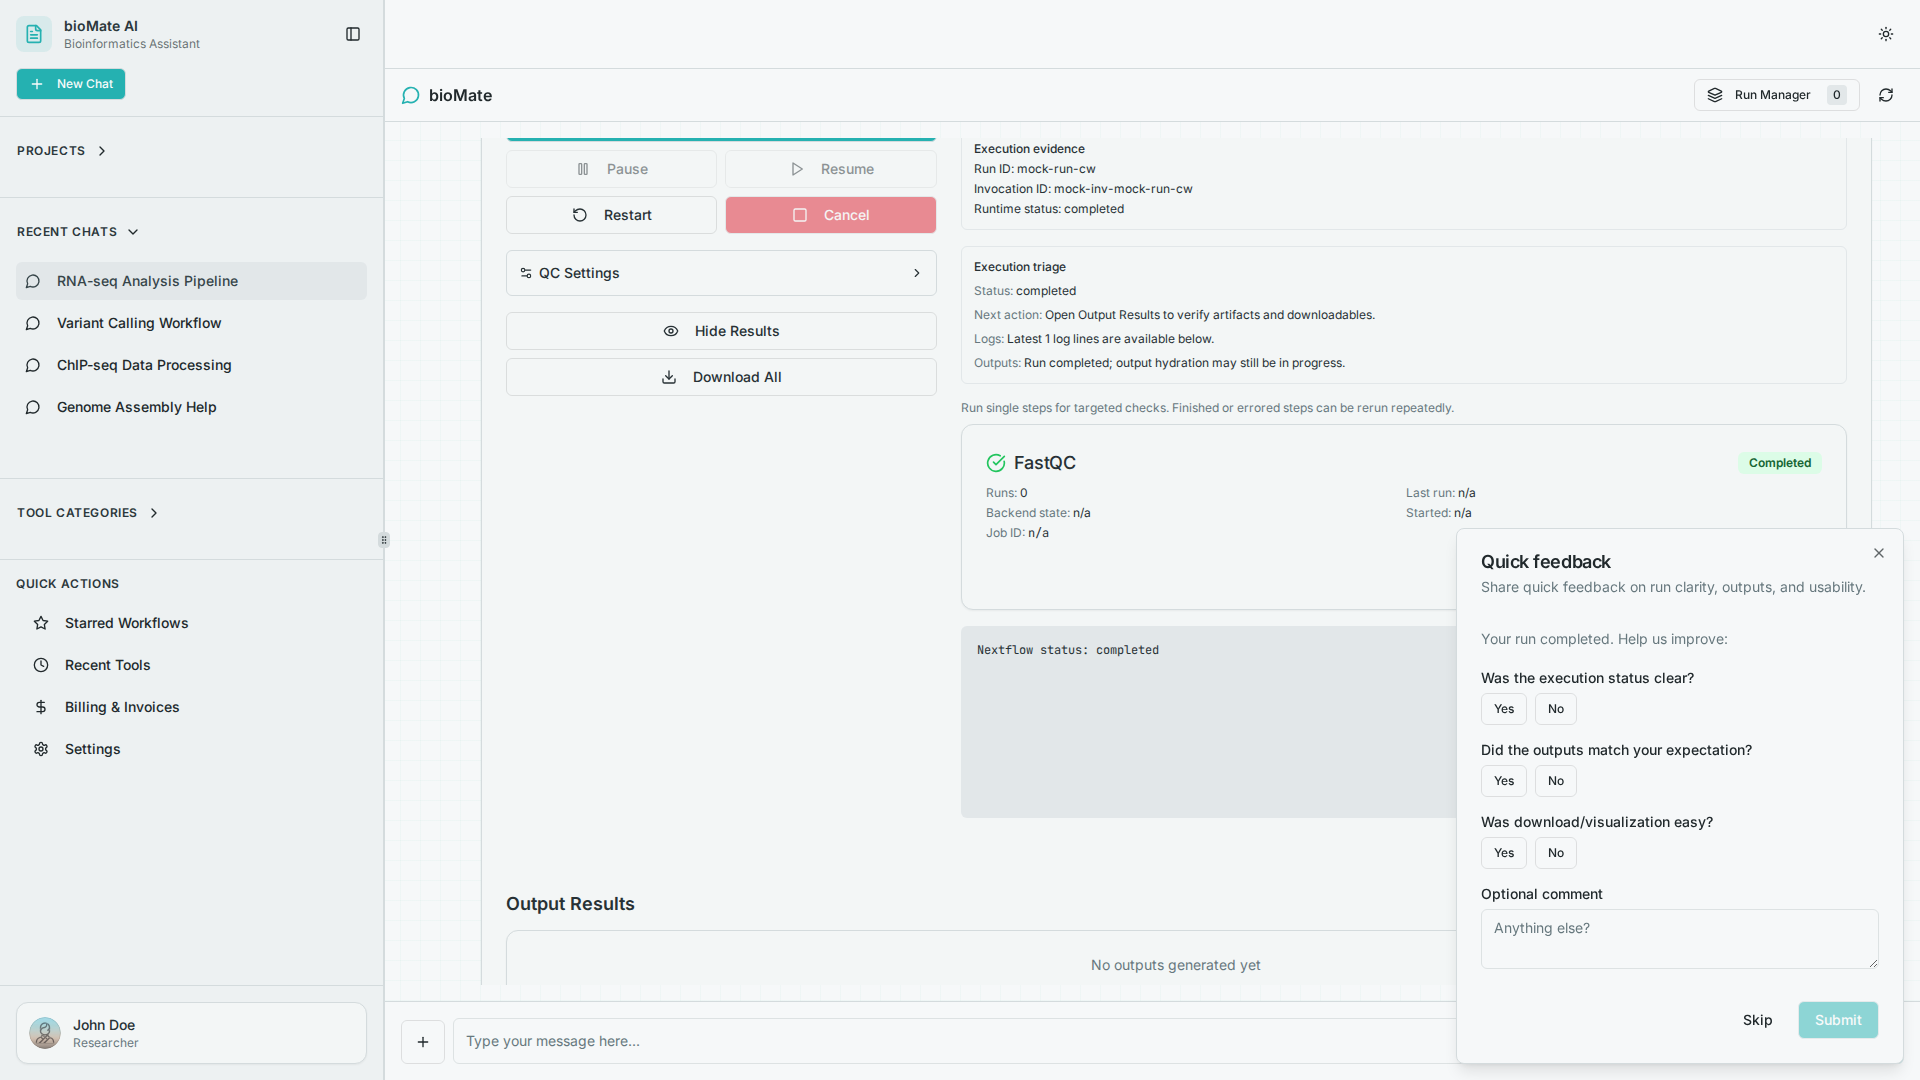 bioMate AI
Bioinformatics Assistant
New Chat
PROJECTS
RECENT CHATS
RNA-seq Analysis Pipeline
Variant Calling Workflow
ChIP-seq Data Processing
Genome Assembly Help
TOOL CATEGORIES
QUICK ACTIONS
Starred Workflows
Recent Tools
Billing & Invoices
Settings
John Doe
Researcher
bioMate
Run Manager 0
Pause
Resume
Restart
Cancel
QC Settings
Hide Results
Download All
Execution evidence
Run ID: mock-run-cw
Invocation ID: mock-inv-mock-run-cw
Runtime status: completed
Execution triage
Status: completed
Next action: Open Output Results to verify artifacts and downloadables.
Logs: Latest 1 log lines are available below.
Outputs: Run completed; output hydration may still be in progress.
Run single steps for targeted checks. Finished or errored steps can be rerun repeatedly.
FastQC
Completed
Runs: 0
Last run: n/a
Backend state: n/a
Started: n/a
Job ID: n/a
Nextflow status: completed
Output Results
No outputs generated yet
Type your message here...
Quick feedback
Share quick feedback on run clarity, outputs, and usability.
Your run completed. Help us improve:
Was the execution status clear?
Yes No
Did the outputs match your expectation?
Yes No
Was download/visualization easy?
Yes No
Optional comment
Anything else?
Skip
Submit